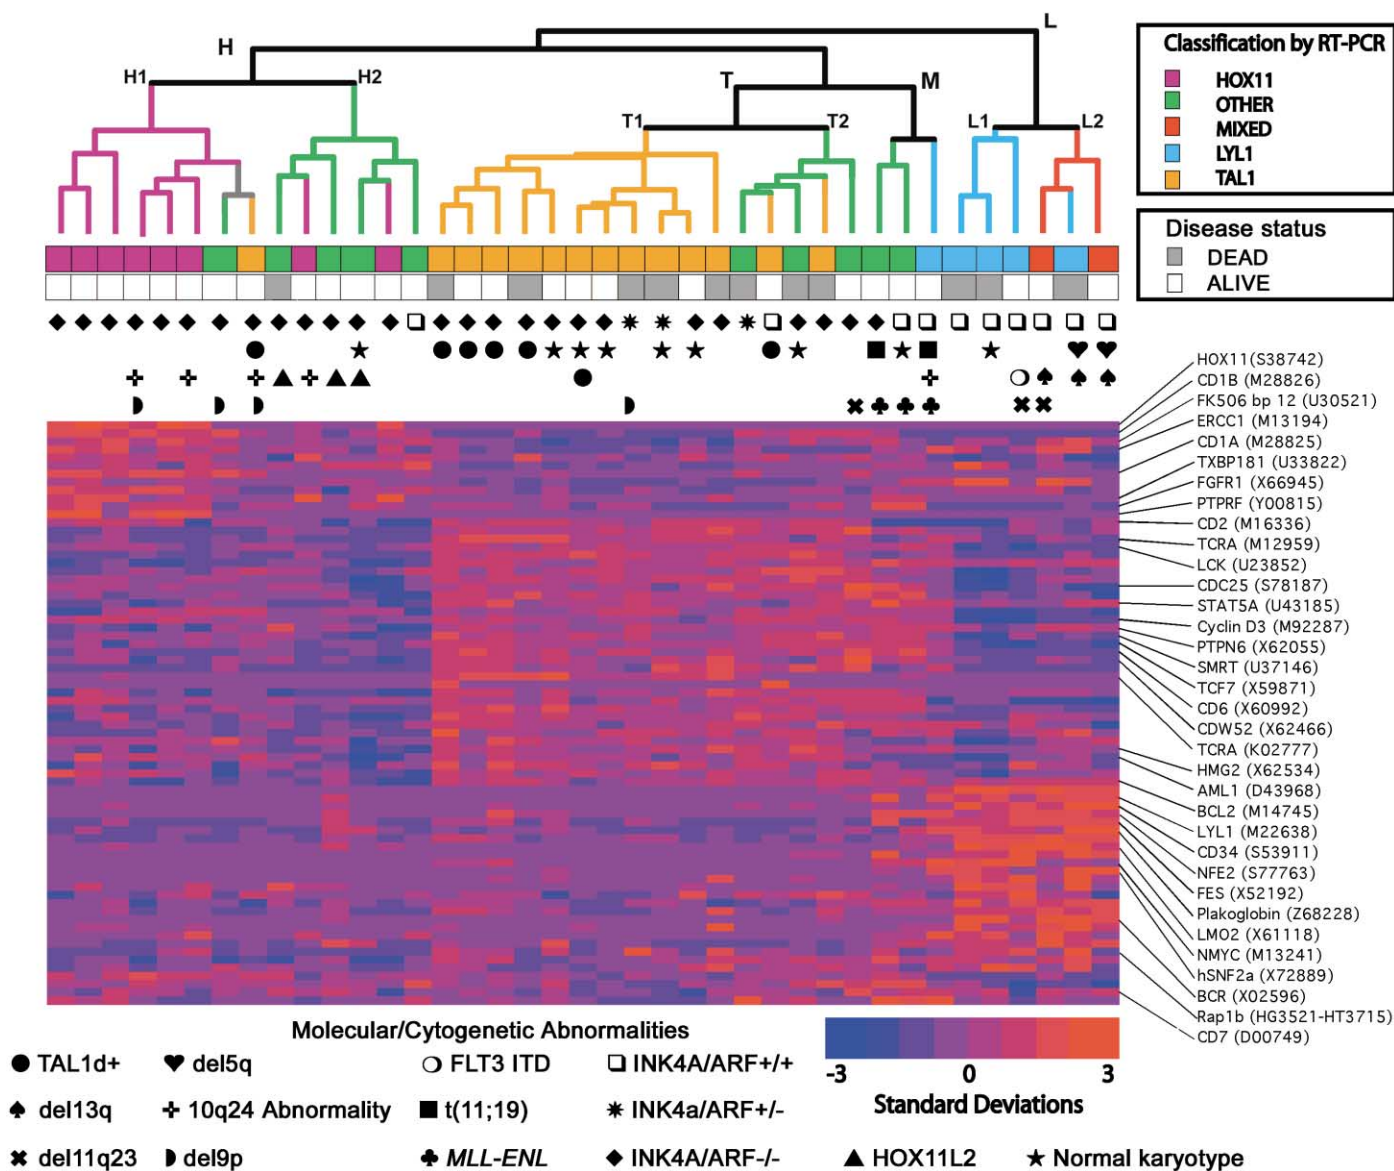 L
H
H1
H2
T
M
T1
T2
L1
L2
Classification by RT-PCR
HOX11
OTHER
MIXED
LYL1
TAL1
Disease status
DEAD
ALIVE
HOX11(S38742)
CD1B (M28826)
FK506 bp 12 (U30521)
ERCC1 (M13194)
CD1A (M28825)
TXBP181 (U33822)
FGFR1 (X66945)
PTPRF (Y00815)
CD2 (M16336)
TCRA (M12959)
LCK (U23852)
CDC25 (S78187)
STAT5A (U43185)
Cyclin D3 (M92287)
PTPN6 (X62055)
SMRT (U37146)
TCF7 (X59871)
CD6 (X60992)
CDW52 (X62466)
TCRA (K02777)
HMG2 (X62534)
AML1 (D43968)
BCL2 (M14745)
LYL1 (M22638)
CD34 (S53911)
NFE2 (S77763)
FES (X52192)
Plakoglobin (Z68228)
LMO2 (X61118)
NMYC (M13241)
hSNF2a (X72889)
BCR (X02596)
Rap1b (HG3521-HT3715)
CD7 (D00749)
Molecular/Cytogenetic Abnormalities
TAL1d+ del5q FLT3 ITD INK4A/ARF+/+
del13q 10q24 Abnormality t(11;19) INK4a/ARF+/-
del11q23 del9p MLL-ENL INK4A/ARF-/- HOX11L2 Normal karyotype
-3 0 3
Standard Deviations